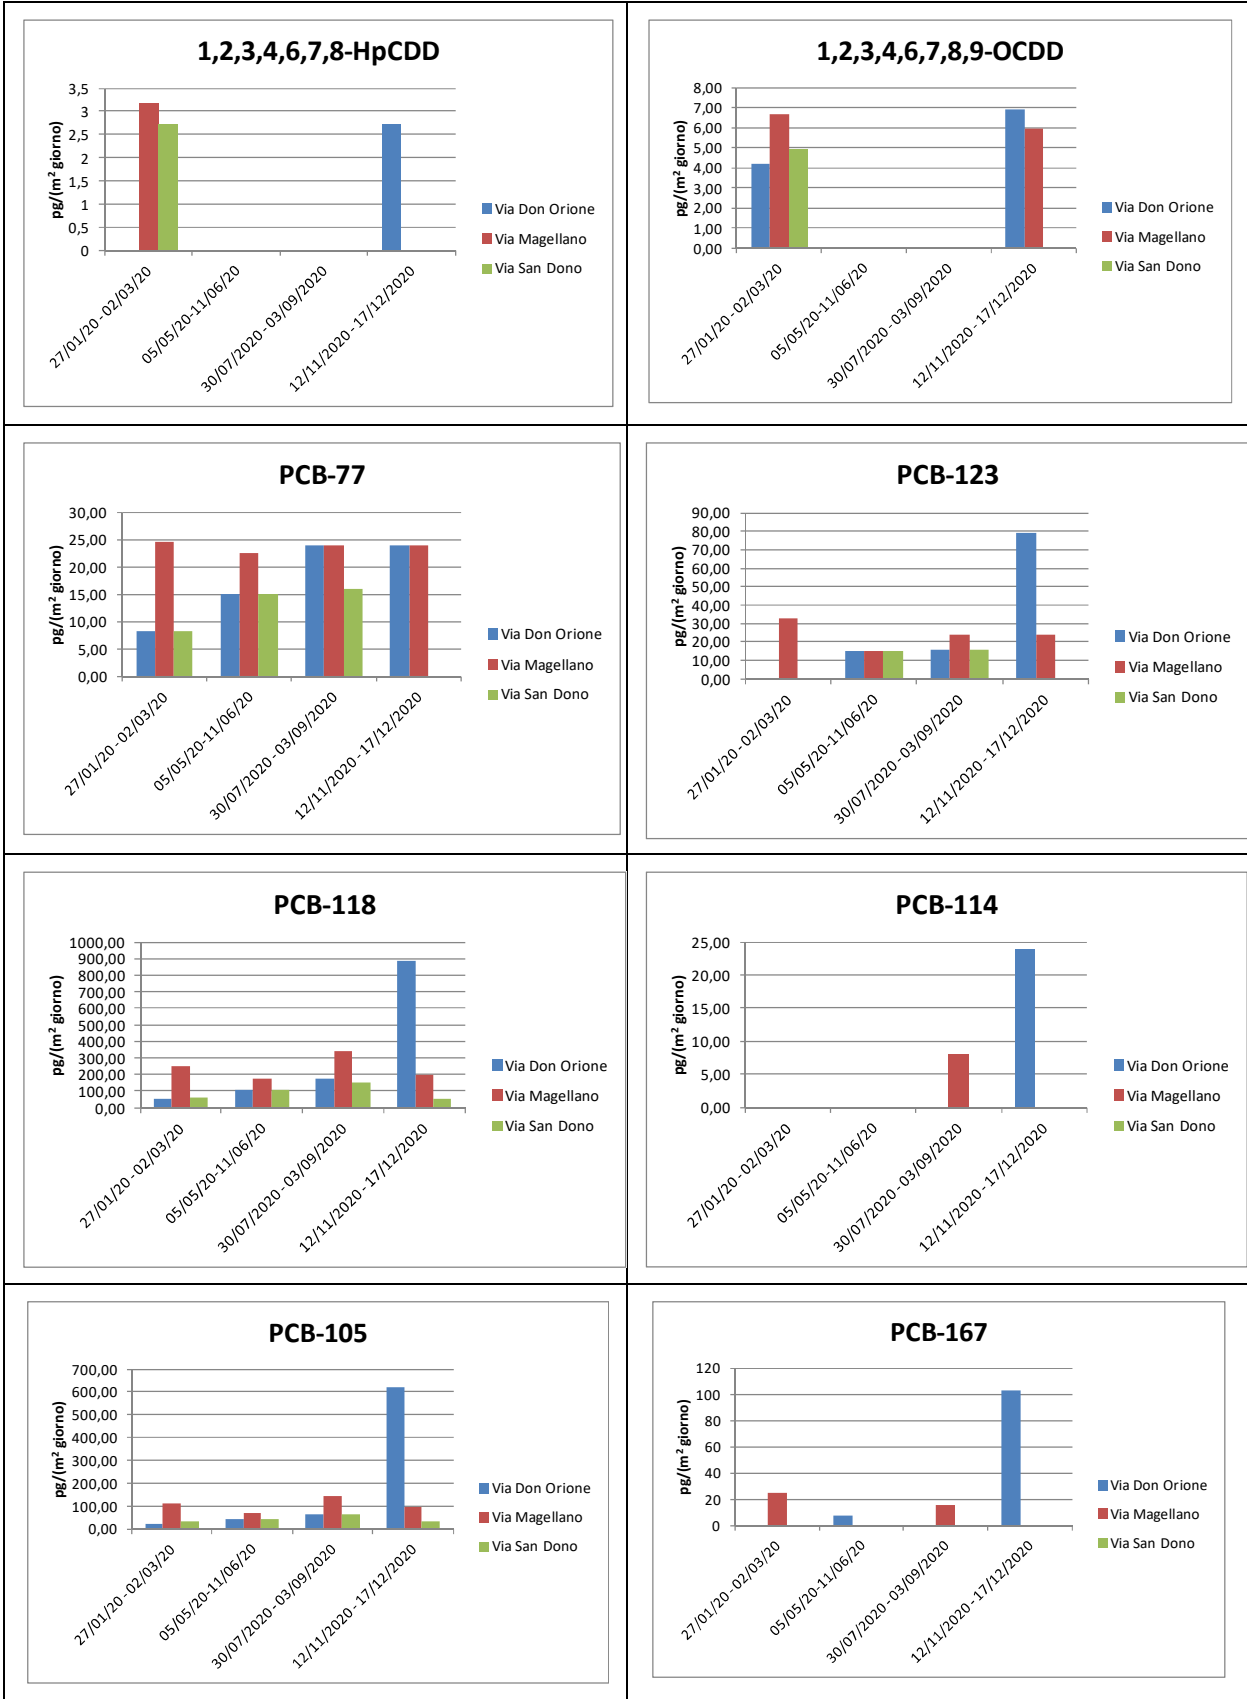 1,2,3,4,6,7,8-HpCDD
pg/(m² giorno)
3,5
3
2,5
2
1,5
1
0,5
0
27/01/20 - 02/03/20
05/05/20-11/06/20
30/07/2020 - 03/09/2020
12/11/2020 - 17/12/2020
Via Don Orione
Via Magellano
Via San Dono
1,2,3,4,6,7,8,9-OCDD
pg/(m² giorno)
8,00
7,00
6,00
5,00
4,00
3,00
2,00
1,00
0,00
27/01/20 - 02/03/20
05/05/20-11/06/20
30/07/2020 - 03/09/2020
12/11/2020 - 17/12/2020
Via Don Orione
Via Magellano
Via San Dono
PCB-77
pg/(m² giorno)
30,00
25,00
20,00
15,00
10,00
5,00
0,00
27/01/20 - 02/03/20
05/05/20-11/06/20
30/07/2020 - 03/09/2020
12/11/2020 - 17/12/2020
Via Don Orione
Via Magellano
Via San Dono
PCB-123
pg/(m² giorno)
90,00
80,00
70,00
60,00
50,00
40,00
30,00
20,00
10,00
0,00
27/01/20 - 02/03/20
05/05/20-11/06/20
30/07/2020 - 03/09/2020
12/11/2020 - 17/12/2020
Via Don Orione
Via Magellano
Via San Dono
PCB-118
pg/(m² giorno)
1000,00
900,00
800,00
700,00
600,00
500,00
400,00
300,00
200,00
100,00
0,00
27/01/20 - 02/03/20
05/05/20-11/06/20
30/07/2020 - 03/09/2020
12/11/2020 - 17/12/2020
Via Don Orione
Via Magellano
Via San Dono
PCB-114
pg/(m² giorno)
25,00
20,00
15,00
10,00
5,00
0,00
27/01/20 - 02/03/20
05/05/20-11/06/20
30/07/2020 - 03/09/2020
12/11/2020 - 17/12/2020
Via Don Orione
Via Magellano
Via San Dono
PCB-105
pg/(m² giorno)
700,00
600,00
500,00
400,00
300,00
200,00
100,00
0,00
27/01/20 - 02/03/20
05/05/20-11/06/20
30/07/2020 - 03/09/2020
12/11/2020 - 17/12/2020
Via Don Orione
Via Magellano
Via San Dono
PCB-167
pg/(m² giorno)
120
100
80
60
40
20
0
27/01/20 - 02/03/20
05/05/20-11/06/20
30/07/2020 - 03/09/2020
12/11/2020 - 17/12/2020
Via Don Orione
Via Magellano
Via San Dono